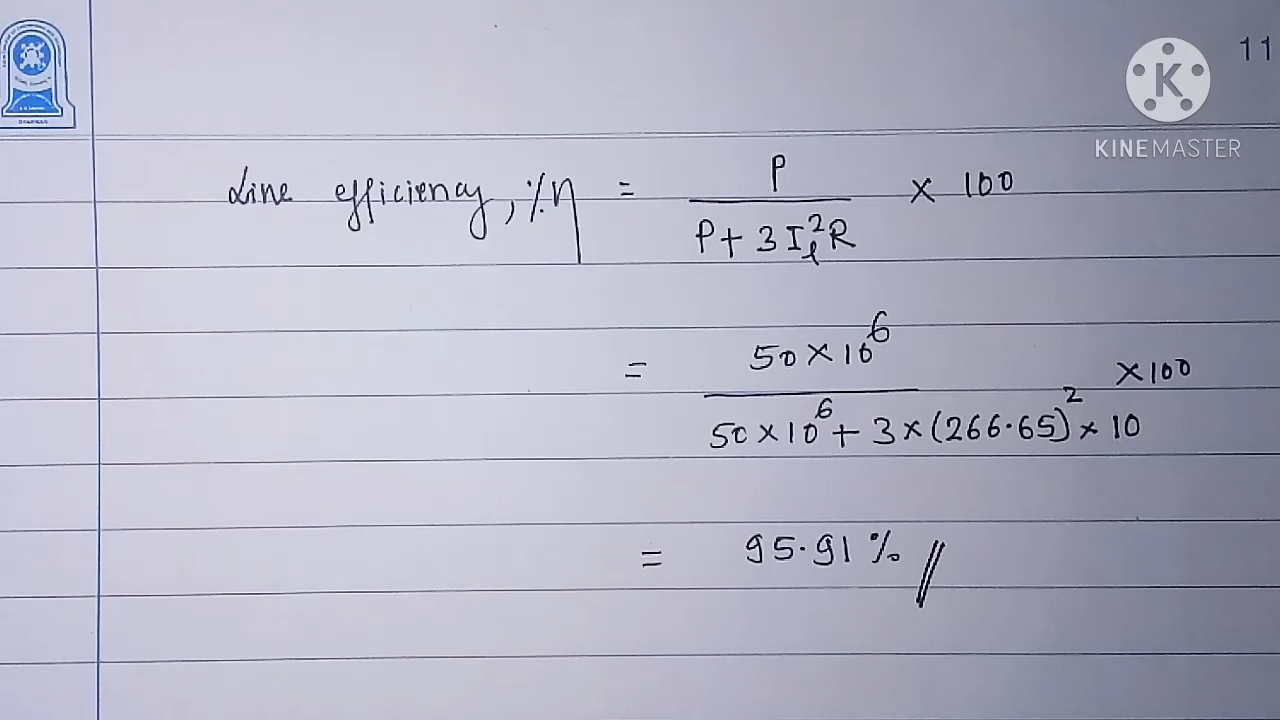 11
KINEMASTER
Line efficiency, %η = P / (P + 3 I_l^2 R) × 100
= 50 × 10^6 / (50 × 10^6 + 3 × (266.65)^2 × 10) × 100
= 95.91 % //